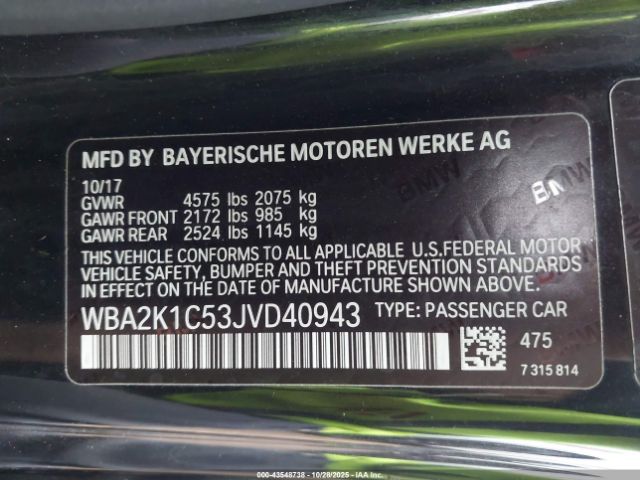 MFD BY BAYERISCHE MOTOREN WERKE AG
10/17
GVWR 4575 lbs 2075 kg
GAWR FRONT 2172 lbs 985 kg
GAWR REAR 2524 lbs 1145 kg
THIS VEHICLE CONFORMS TO ALL APPLICABLE U.S.FEDERAL MOTOR
VEHICLE SAFETY, BUMPER AND THEFT PREVENTION STANDARDS
IN EFFECT ON THE DATE OF MANUFACTURE SHOWN ABOVE.
WBA2K1C53JVD40943 TYPE: PASSENGER CAR
475
7 315 814
BMW
000-43548738 - 10/28/2025 - IAAI.COM